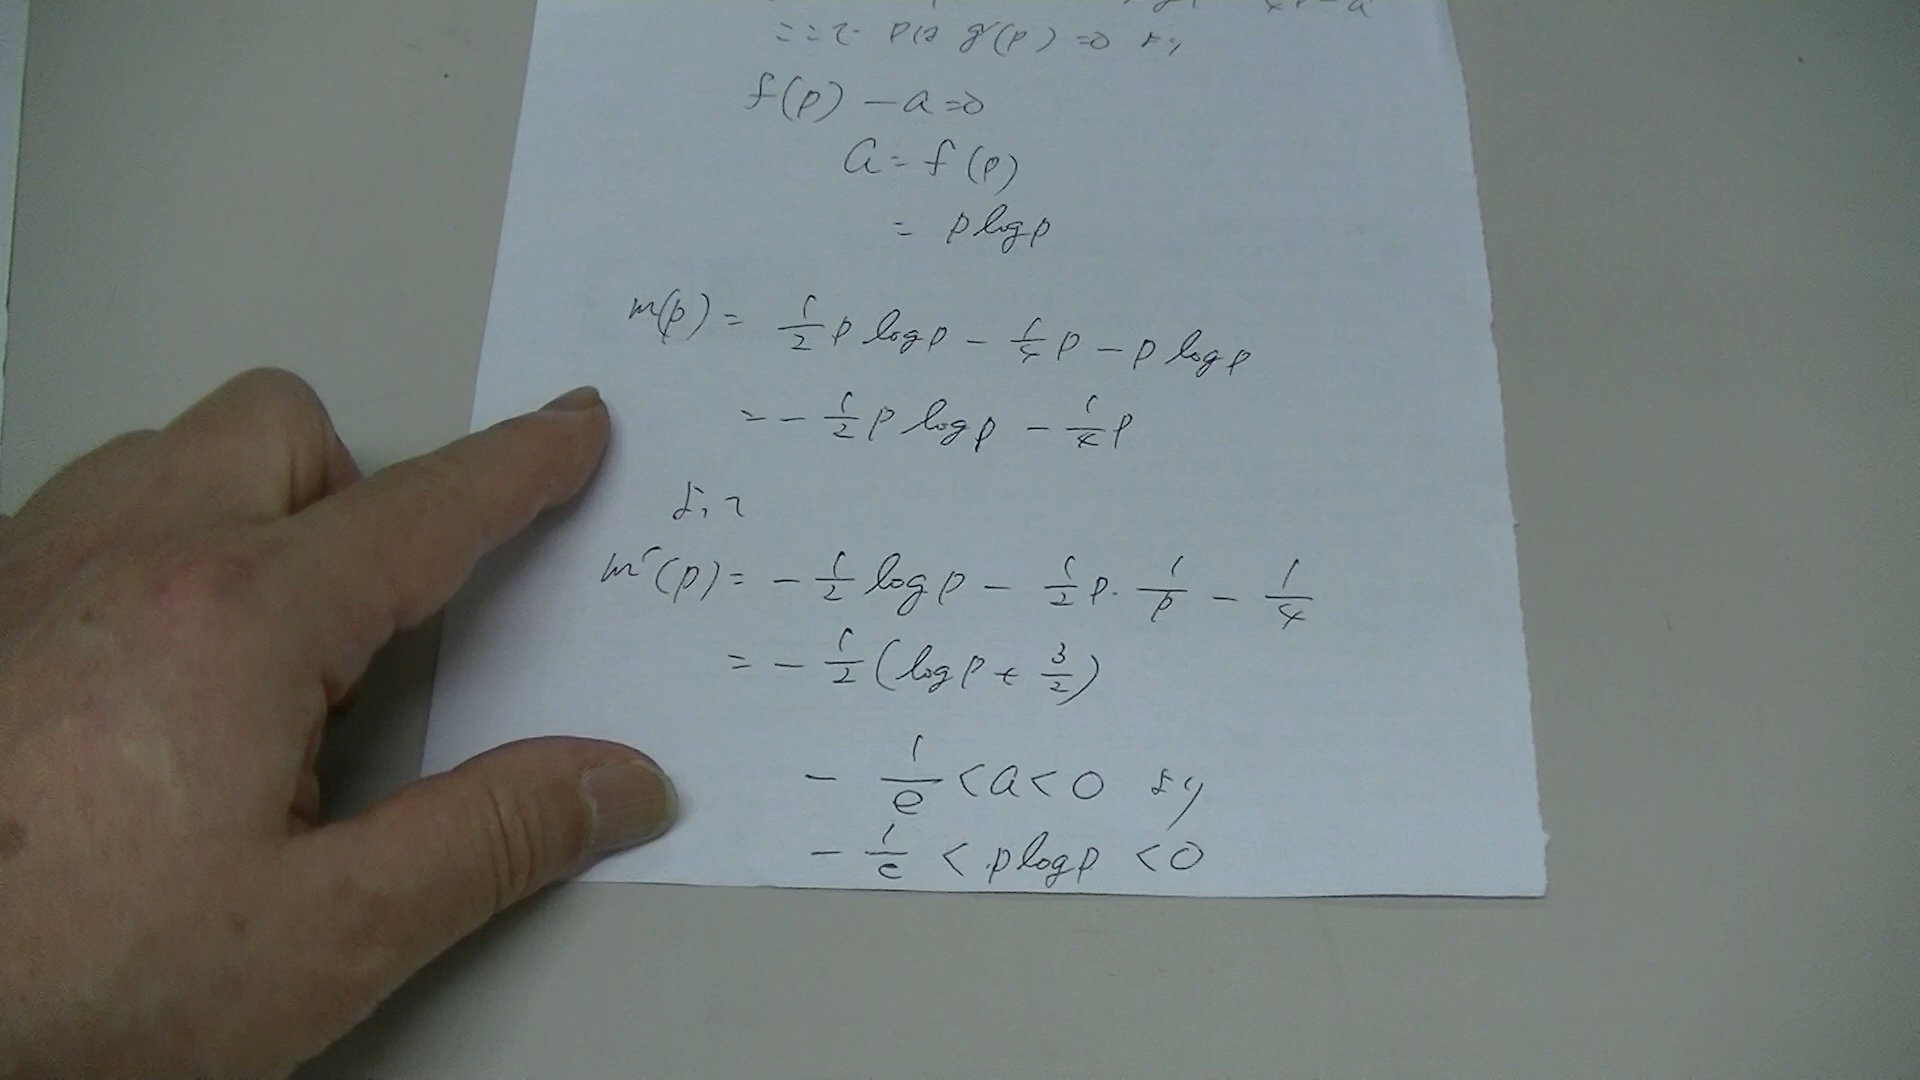 ここで pは g'(p)=0 より
f(p) - a = 0
a = f(p)
= p log p
m(p) = 1/2 p log p - 1/4 p - p log p
= - 1/2 p log p - 1/4 p
よって
m'(p) = - 1/2 log p - 1/2 p · 1/p - 1/4
= - 1/2 (log p + 3/2)
- 1/e < a < 0 より
- 1/e < p log p < 0